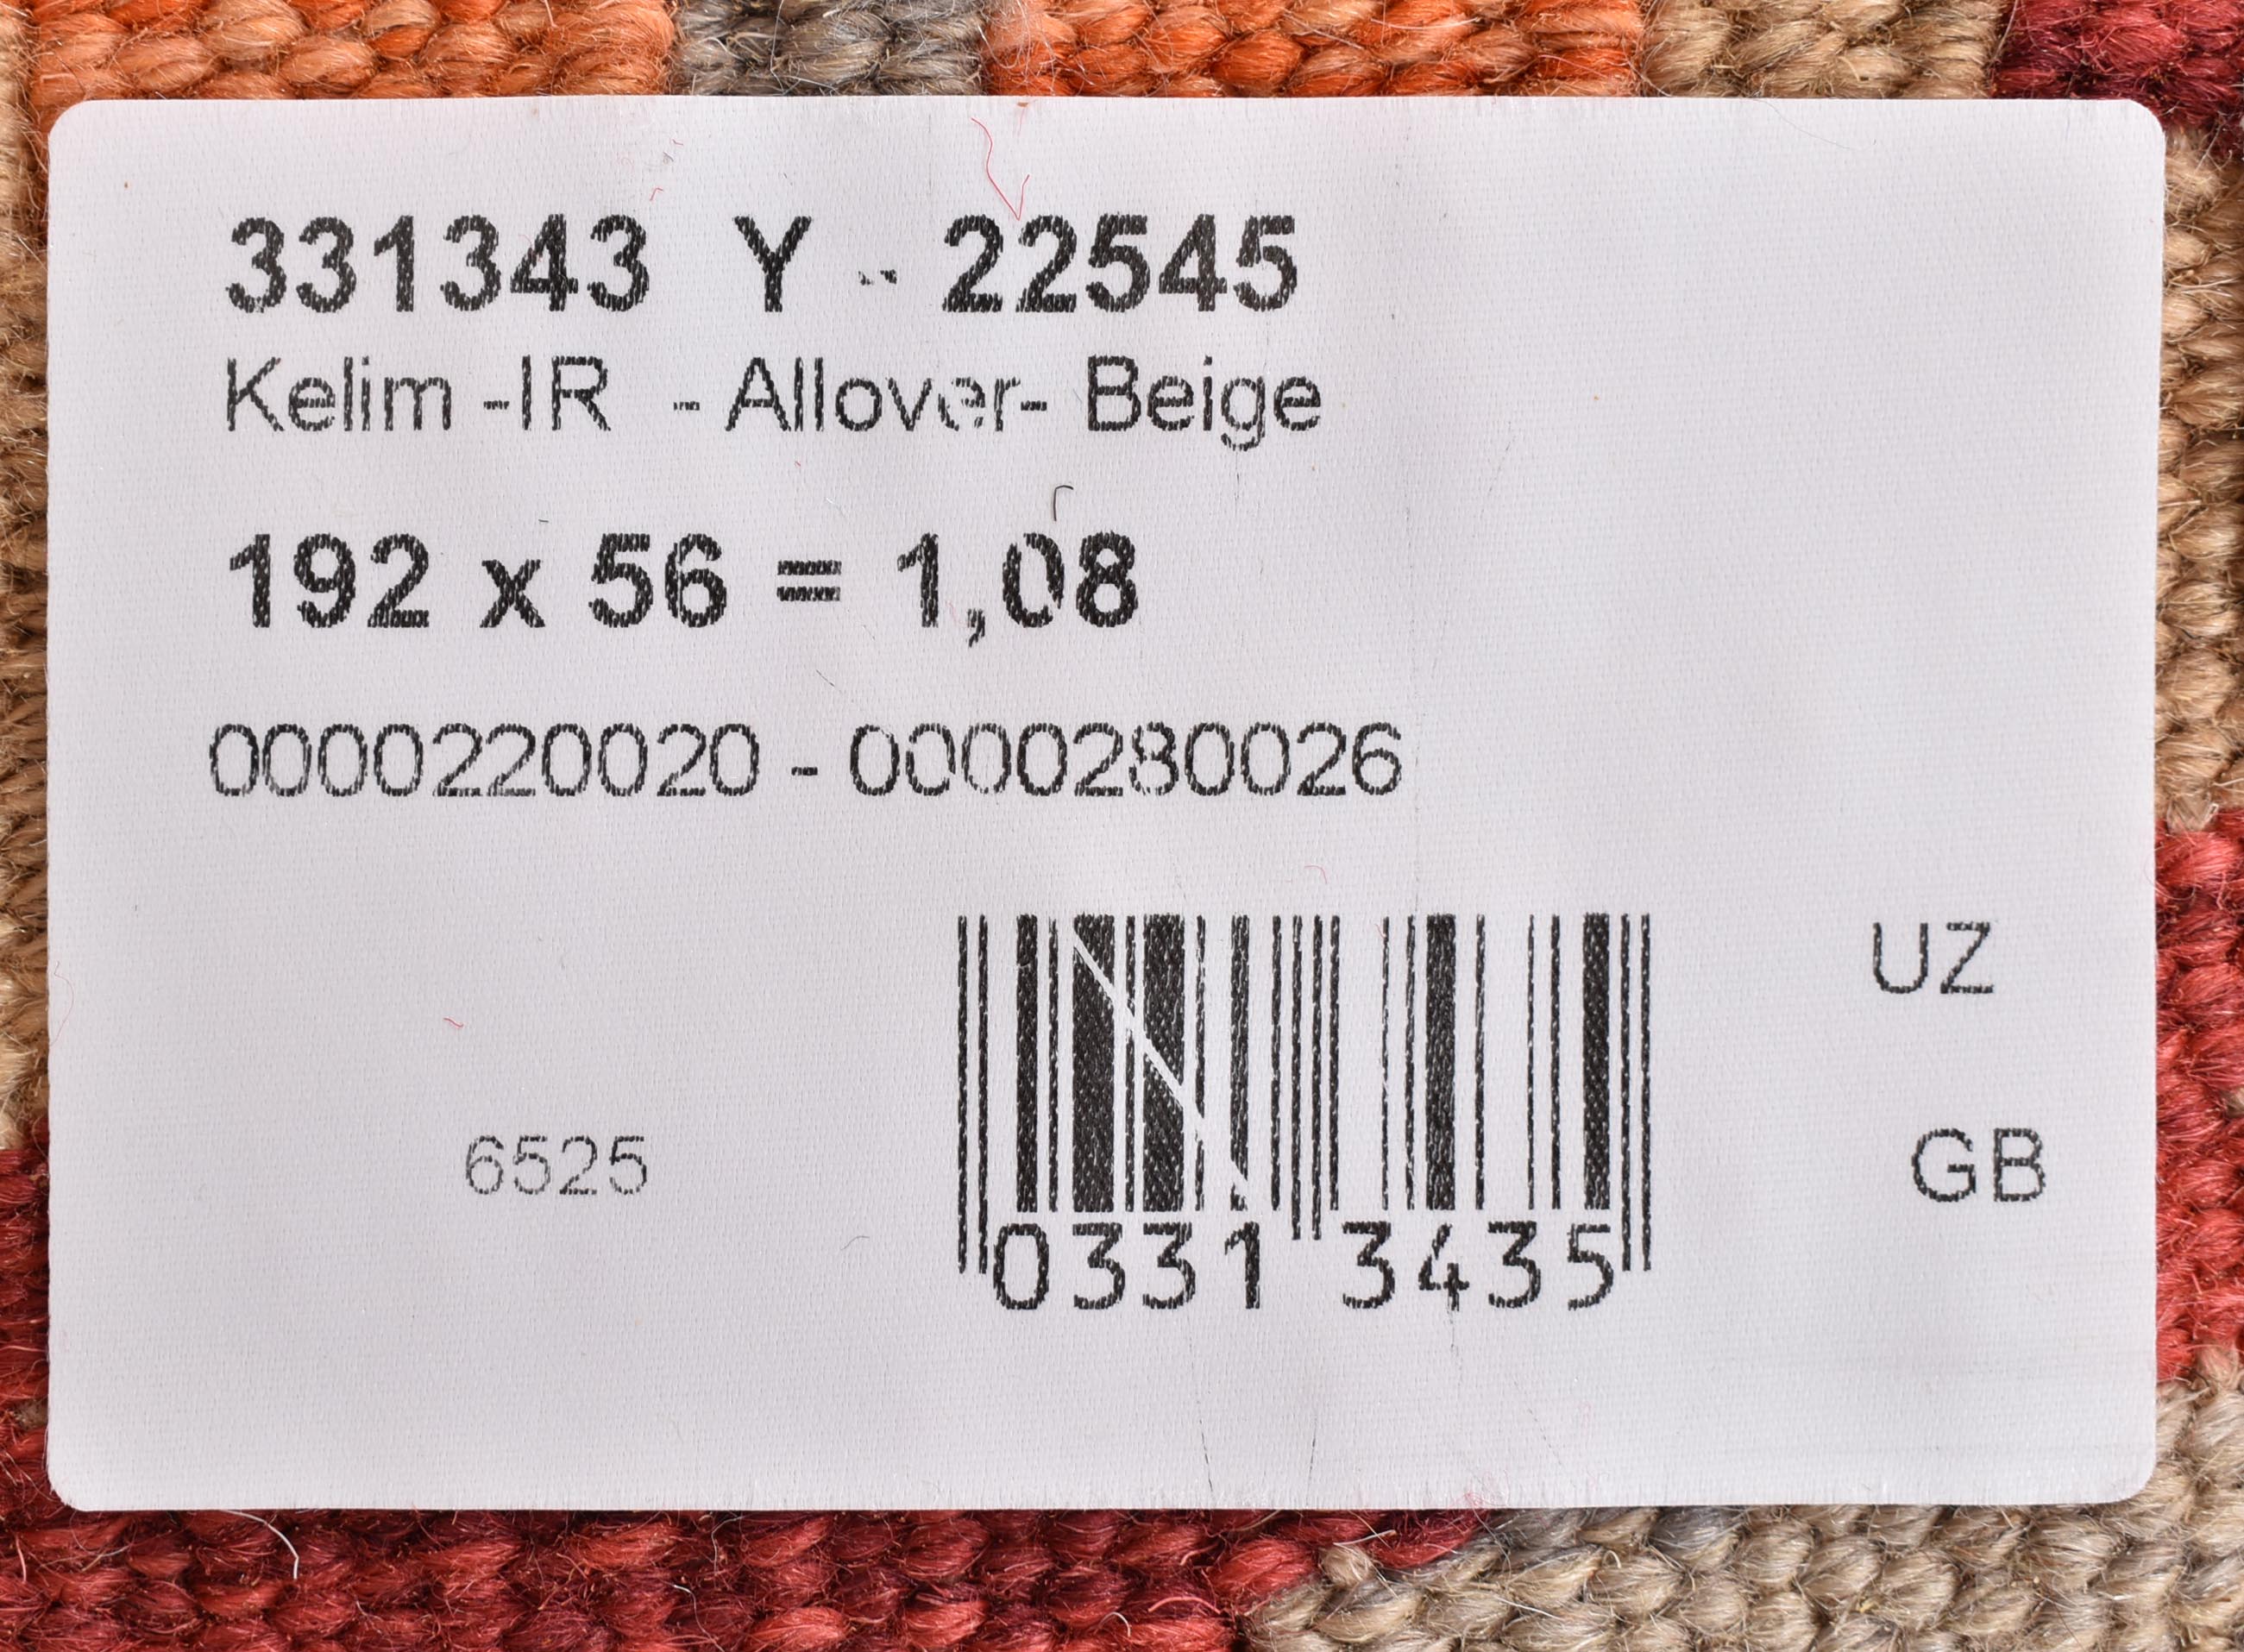 331343 Y - 22545
Kelim -IR - Allover- Beige
192 x 56 = 1,08
0000220020 - 0000280026
UZ
6525
GB
0331 3435